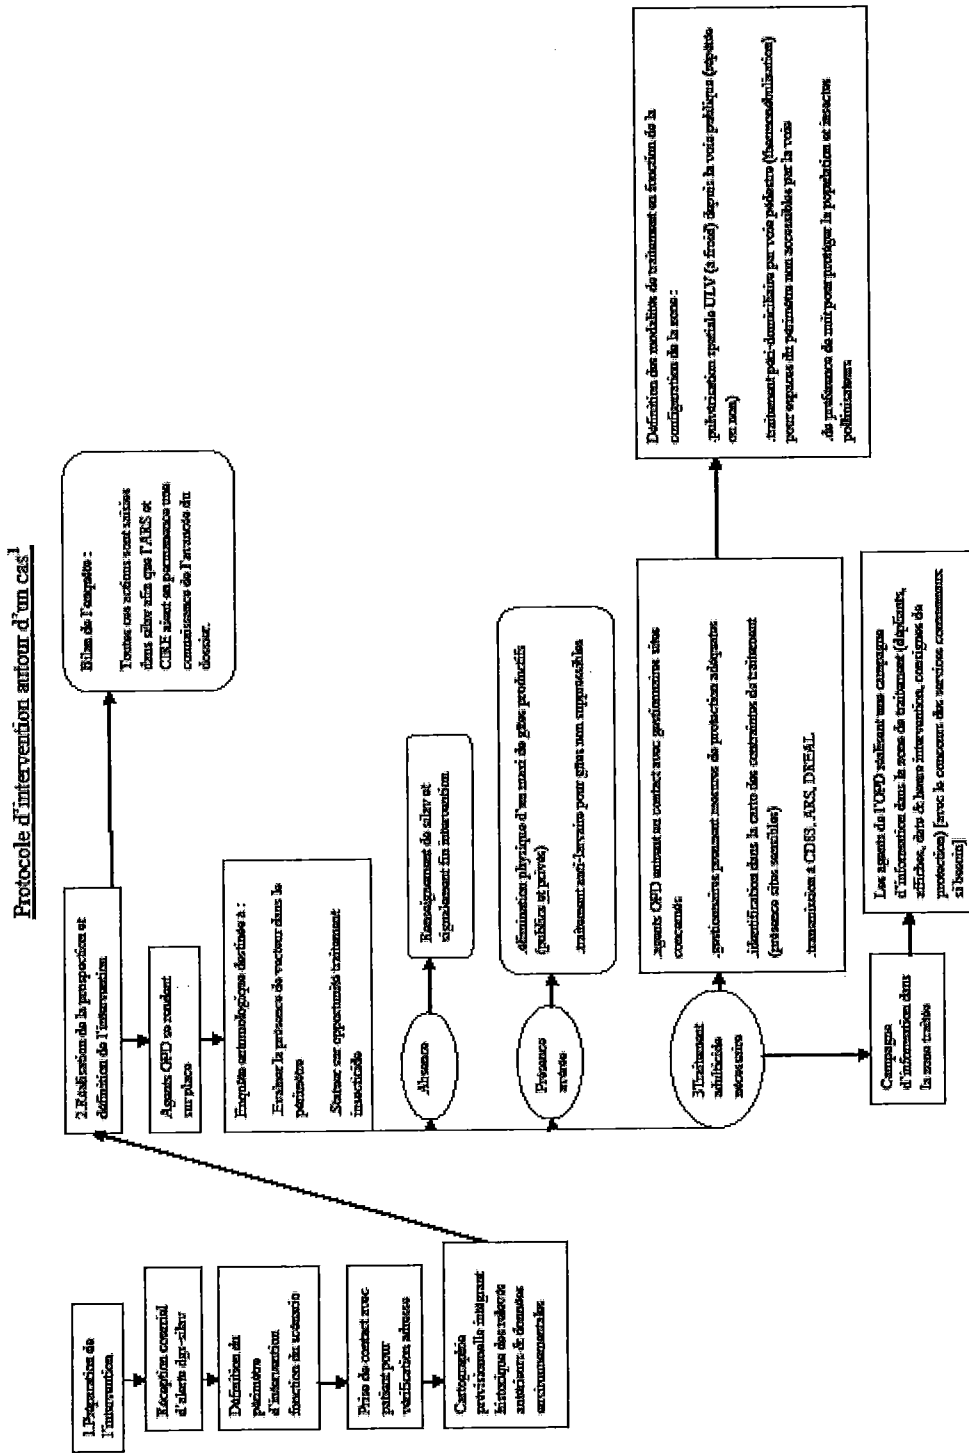 Protocole d'intervention autour d'un cas¹
1.Préparation de
l'intervention.
Réception courriel
d'alerte dgs-silav
Définition du
périmètre
d'intervention
fonction du scénario
Prise de contact avec
patient pour
vérification adresse
Cartographie
prévisionnelle intégrant
historique des relevés
antérieurs & données
environnementales
2.Réalisation de la prospection et
définition de l'intervention
Agents OPD se rendent
sur place
Enquête entomologique destinée à :
Evaluer la présence de vecteur dans le
périmètre
Statuer sur opportunité traitement
insecticide
Bilan de l'enquête :
Toutes ces actions sont saisies
dans silav afin que l'ARS et
CIRE aient en permanence une
connaissance de l'avancée du
dossier.
Absence
Renseignement de silav et
signalement fin intervention
Présence
avérée
.élimination physique d'un maxi de gîtes productifs
(publics et privés)
.traitement anti-larvaire pour gîtes non suppressibles
3Traitement
adulticide
nécessaire
.agents OPD entrent en contact avec gestionnaires sites
concernés
.gestionnaires prennent mesures de protection adéquates
.identification dans la carte des contraintes de traitement
(présence sites sensibles)
.transmission à CD83, ARS, DREAL
Définition des modalités de traitement en fonction de la
configuration de la zone :
.pulvérisation spatiale ULV (à froid) depuis la voie publique (répétée
ou non)
.traitement péri-domiciliaire par voie pédestre (thermonébulisation)
pour espaces du périmètre non accessibles par la voie
.de préférence de nuit pour protéger la population et insectes
pollinisateurs
Campagne
d'information dans
la zone traitée
Les agents de l'OPD réalisent une campagne
d'information dans la zone de traitement (dépliants,
affiches, date & heure intervention, consignes de
protection) [avec le concours des services communaux
si besoin]